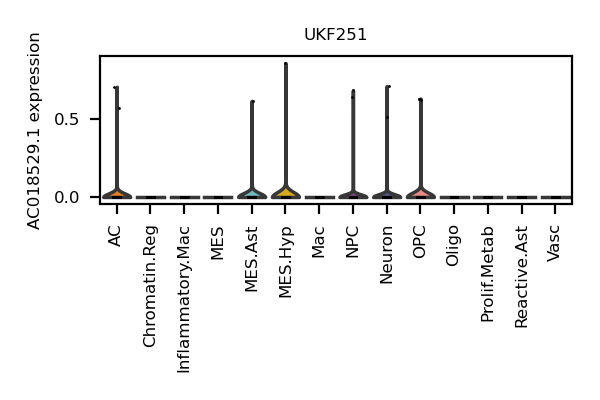 UKF251
AC018529.1 expression
0.5
0.0
AC
Chromatin.Reg
Inflammatory.Mac
MES
MES.Ast
MES.Hyp
Mac
NPC
Neuron
OPC
Oligo
Prolif.Metab
Reactive.Ast
Vasc